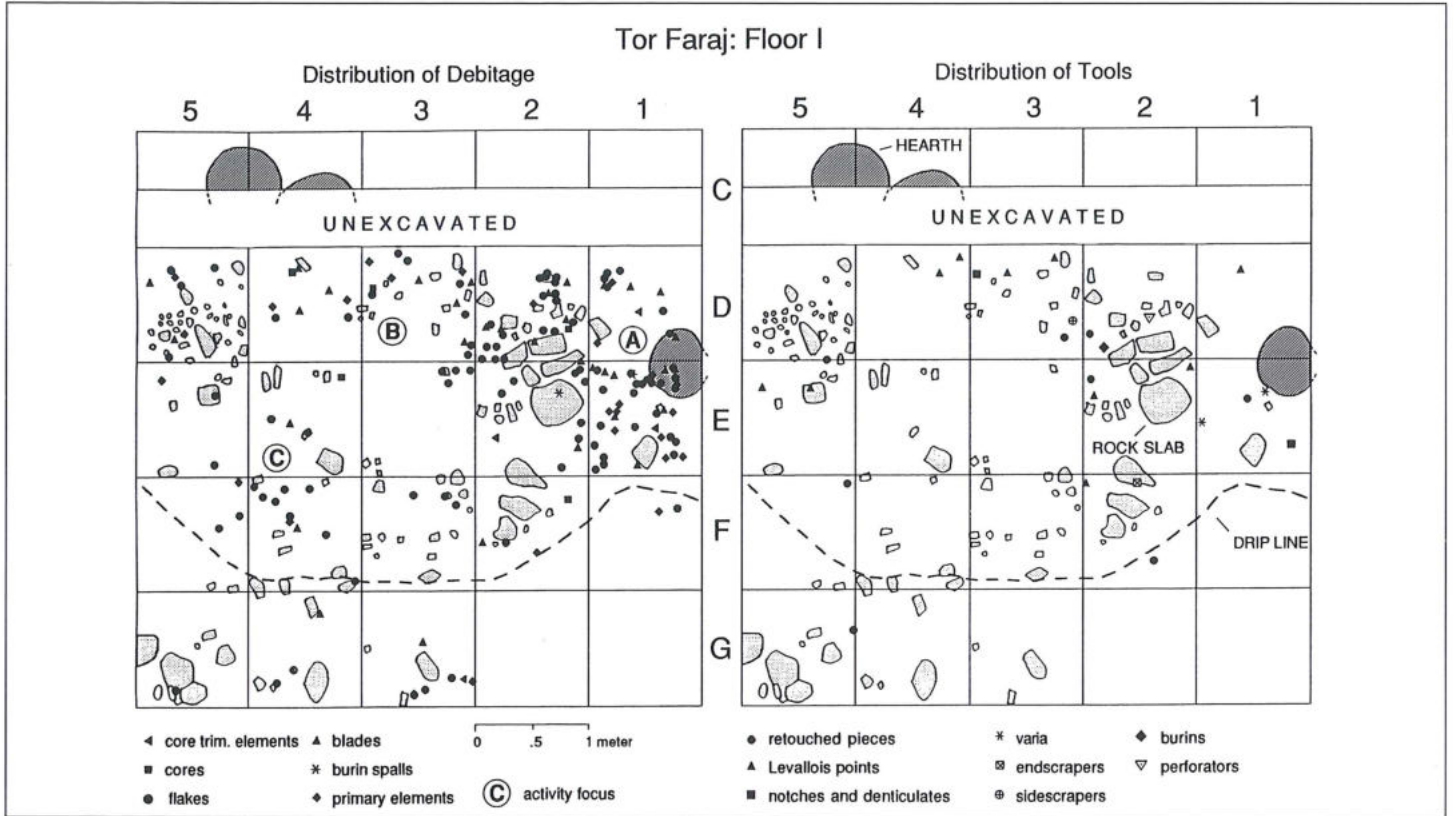 Tor Faraj: Floor I
Distribution of Debitage
Distribution of Tools
5 4 3 2 1
5 4 3 2 1
HEARTH
C
UNEXCAVATED
UNEXCAVATED
D
B
A
E
ROCK SLAB
C
F
DRIP LINE
G
core trim. elements
blades
cores
burin spalls
flakes
primary elements
0 .5 1 meter
C activity focus
retouched pieces
varia
burins
Levallois points
endscrapers
perforators
notches and denticulates
sidescrapers